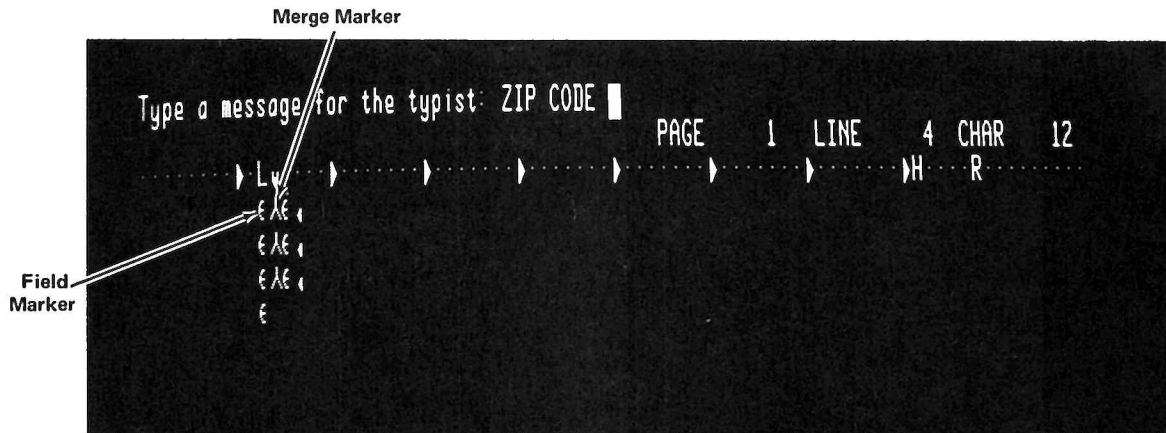 Merge Marker
Type a message for the typist: ZIP CODE
PAGE 1 LINE 4 CHAR 12
L H R
Field
Marker